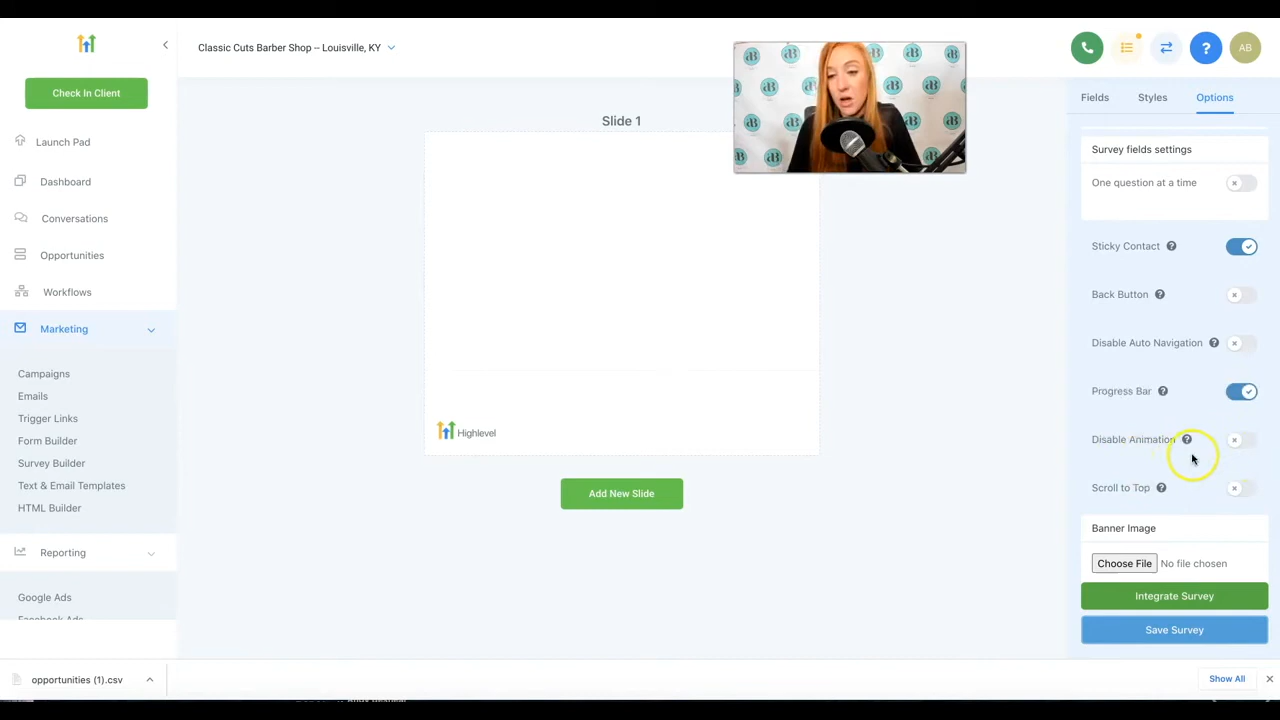 Classic Cuts Barber Shop -- Louisville, KY
AB
Check In Client
Launch Pad
Dashboard
Conversations
Opportunities
Workflows
Marketing
Campaigns
Emails
Trigger Links
Form Builder
Survey Builder
Text & Email Templates
HTML Builder
Reporting
Google Ads
Facebook Ads
Slide 1
Highlevel
Add New Slide
Fields Styles Options
Survey fields settings
One question at a time
Sticky Contact
Back Button
Disable Auto Navigation
Progress Bar
Disable Animation
Scroll to Top
Banner Image
Choose File No file chosen
Integrate Survey
Save Survey
opportunities (1).csv
Show All